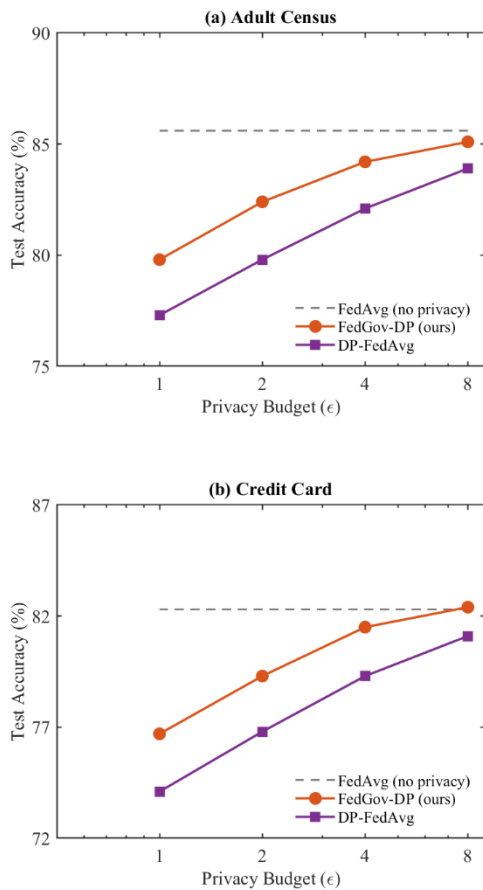 (a) Adult Census
90
85
80
75
Test Accuracy (%)
FedAvg (no privacy)
FedGov-DP (ours)
DP-FedAvg
1 2 4 8
Privacy Budget (ϵ)
(b) Credit Card
87
82
77
72
Test Accuracy (%)
FedAvg (no privacy)
FedGov-DP (ours)
DP-FedAvg
1 2 4 8
Privacy Budget (ϵ)